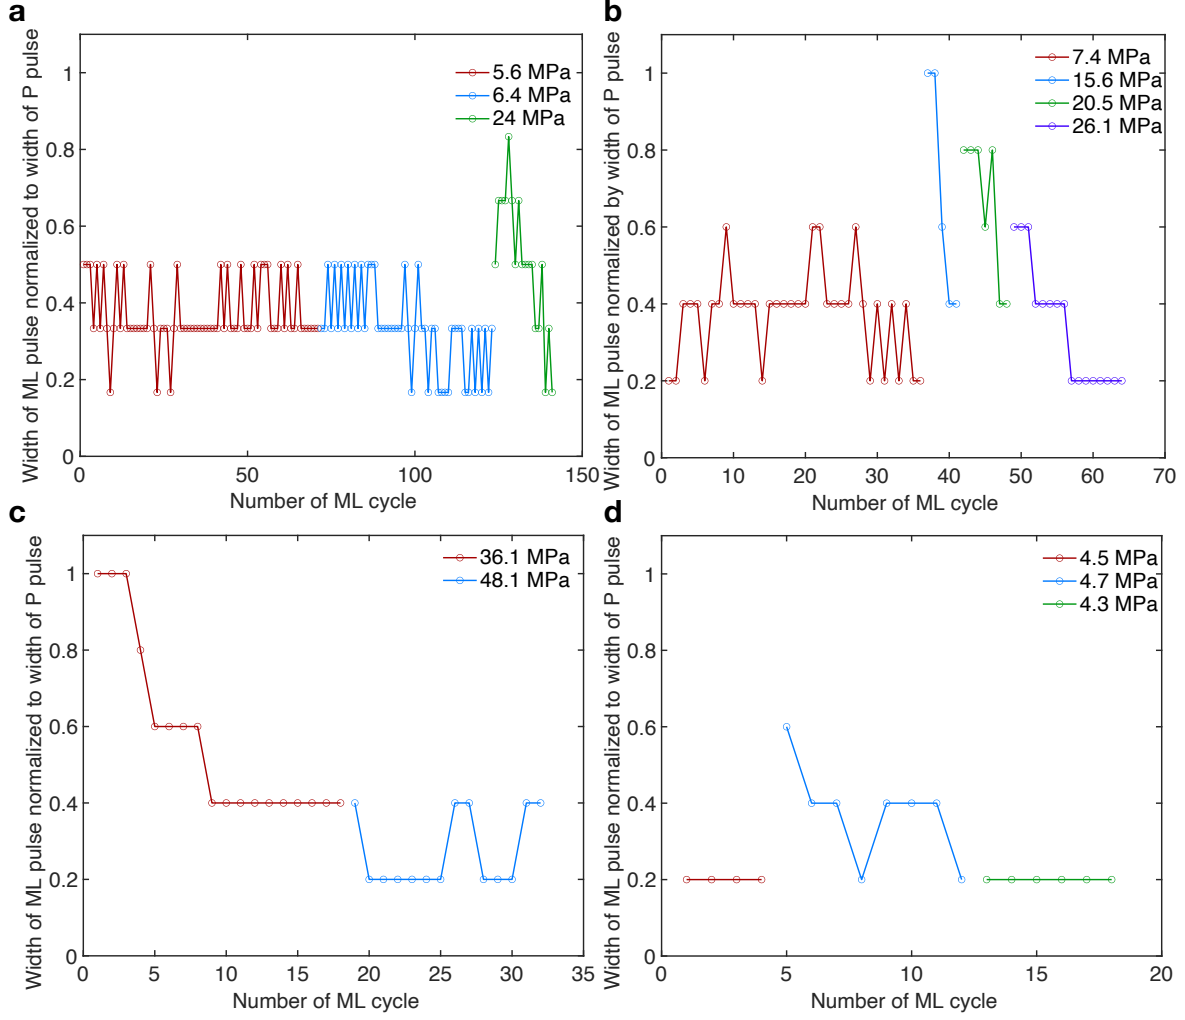 a
Width of ML pulse normalized to width of P pulse
1
0.8
0.6
0.4
0.2
0
0
50
100
150
Number of ML cycle
5.6 MPa
6.4 MPa
24 MPa
b
Width of ML pulse normalized by width of P pulse
1
0.8
0.6
0.4
0.2
0
0
10
20
30
40
50
60
70
Number of ML cycle
7.4 MPa
15.6 MPa
20.5 MPa
26.1 MPa
c
Width of ML pulse normalized to width of P pulse
1
0.8
0.6
0.4
0.2
0
0
5
10
15
20
25
30
35
Number of ML cycle
36.1 MPa
48.1 MPa
d
Width of ML pulse normalized to width of P pulse
1
0.8
0.6
0.4
0.2
0
0
5
10
15
20
Number of ML cycle
4.5 MPa
4.7 MPa
4.3 MPa